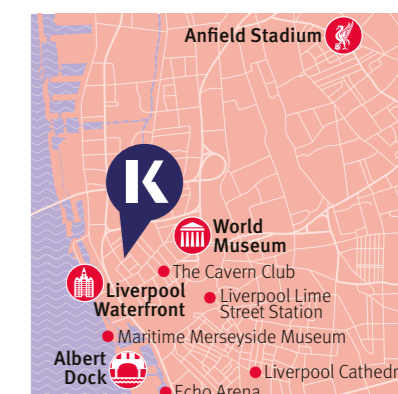 Anfield Stadium
K
World
Museum
The Cavern Club
Liverpool
Waterfront
Liverpool Lime
Street Station
Maritime Merseyside Museum
Albert
Dock
Liverpool Cathedr
Echo Arena